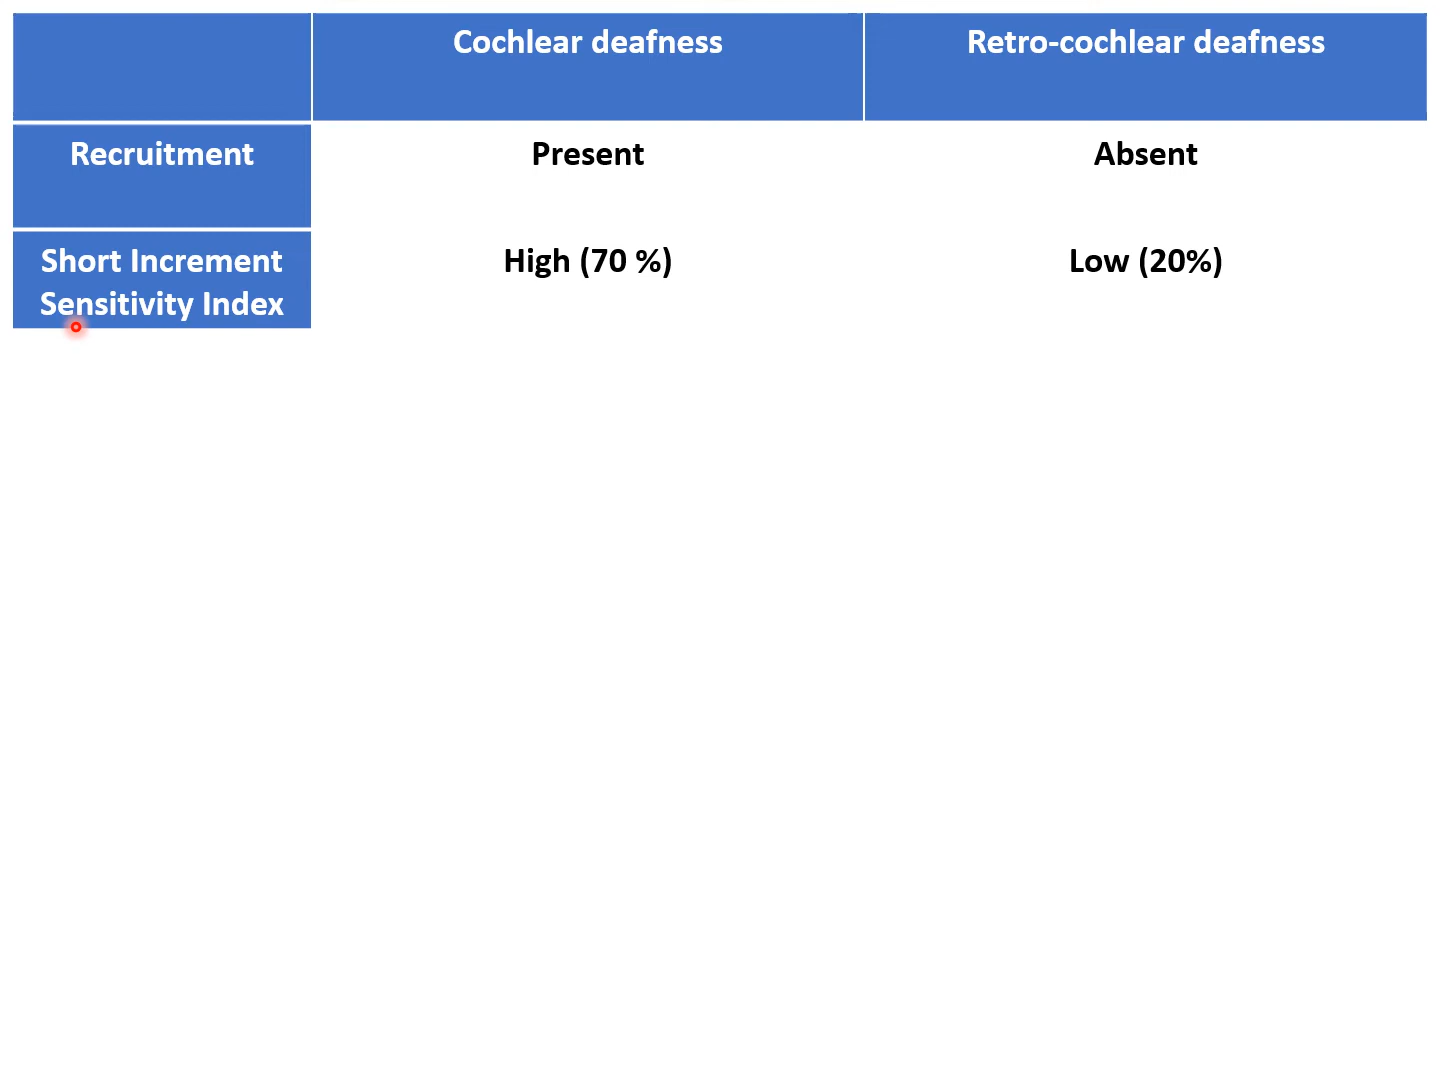 Cochlear deafness
Retro-cochlear deafness
Recruitment
Present
Absent
Short Increment
Sensitivity Index
High (70 %)
Low (20%)